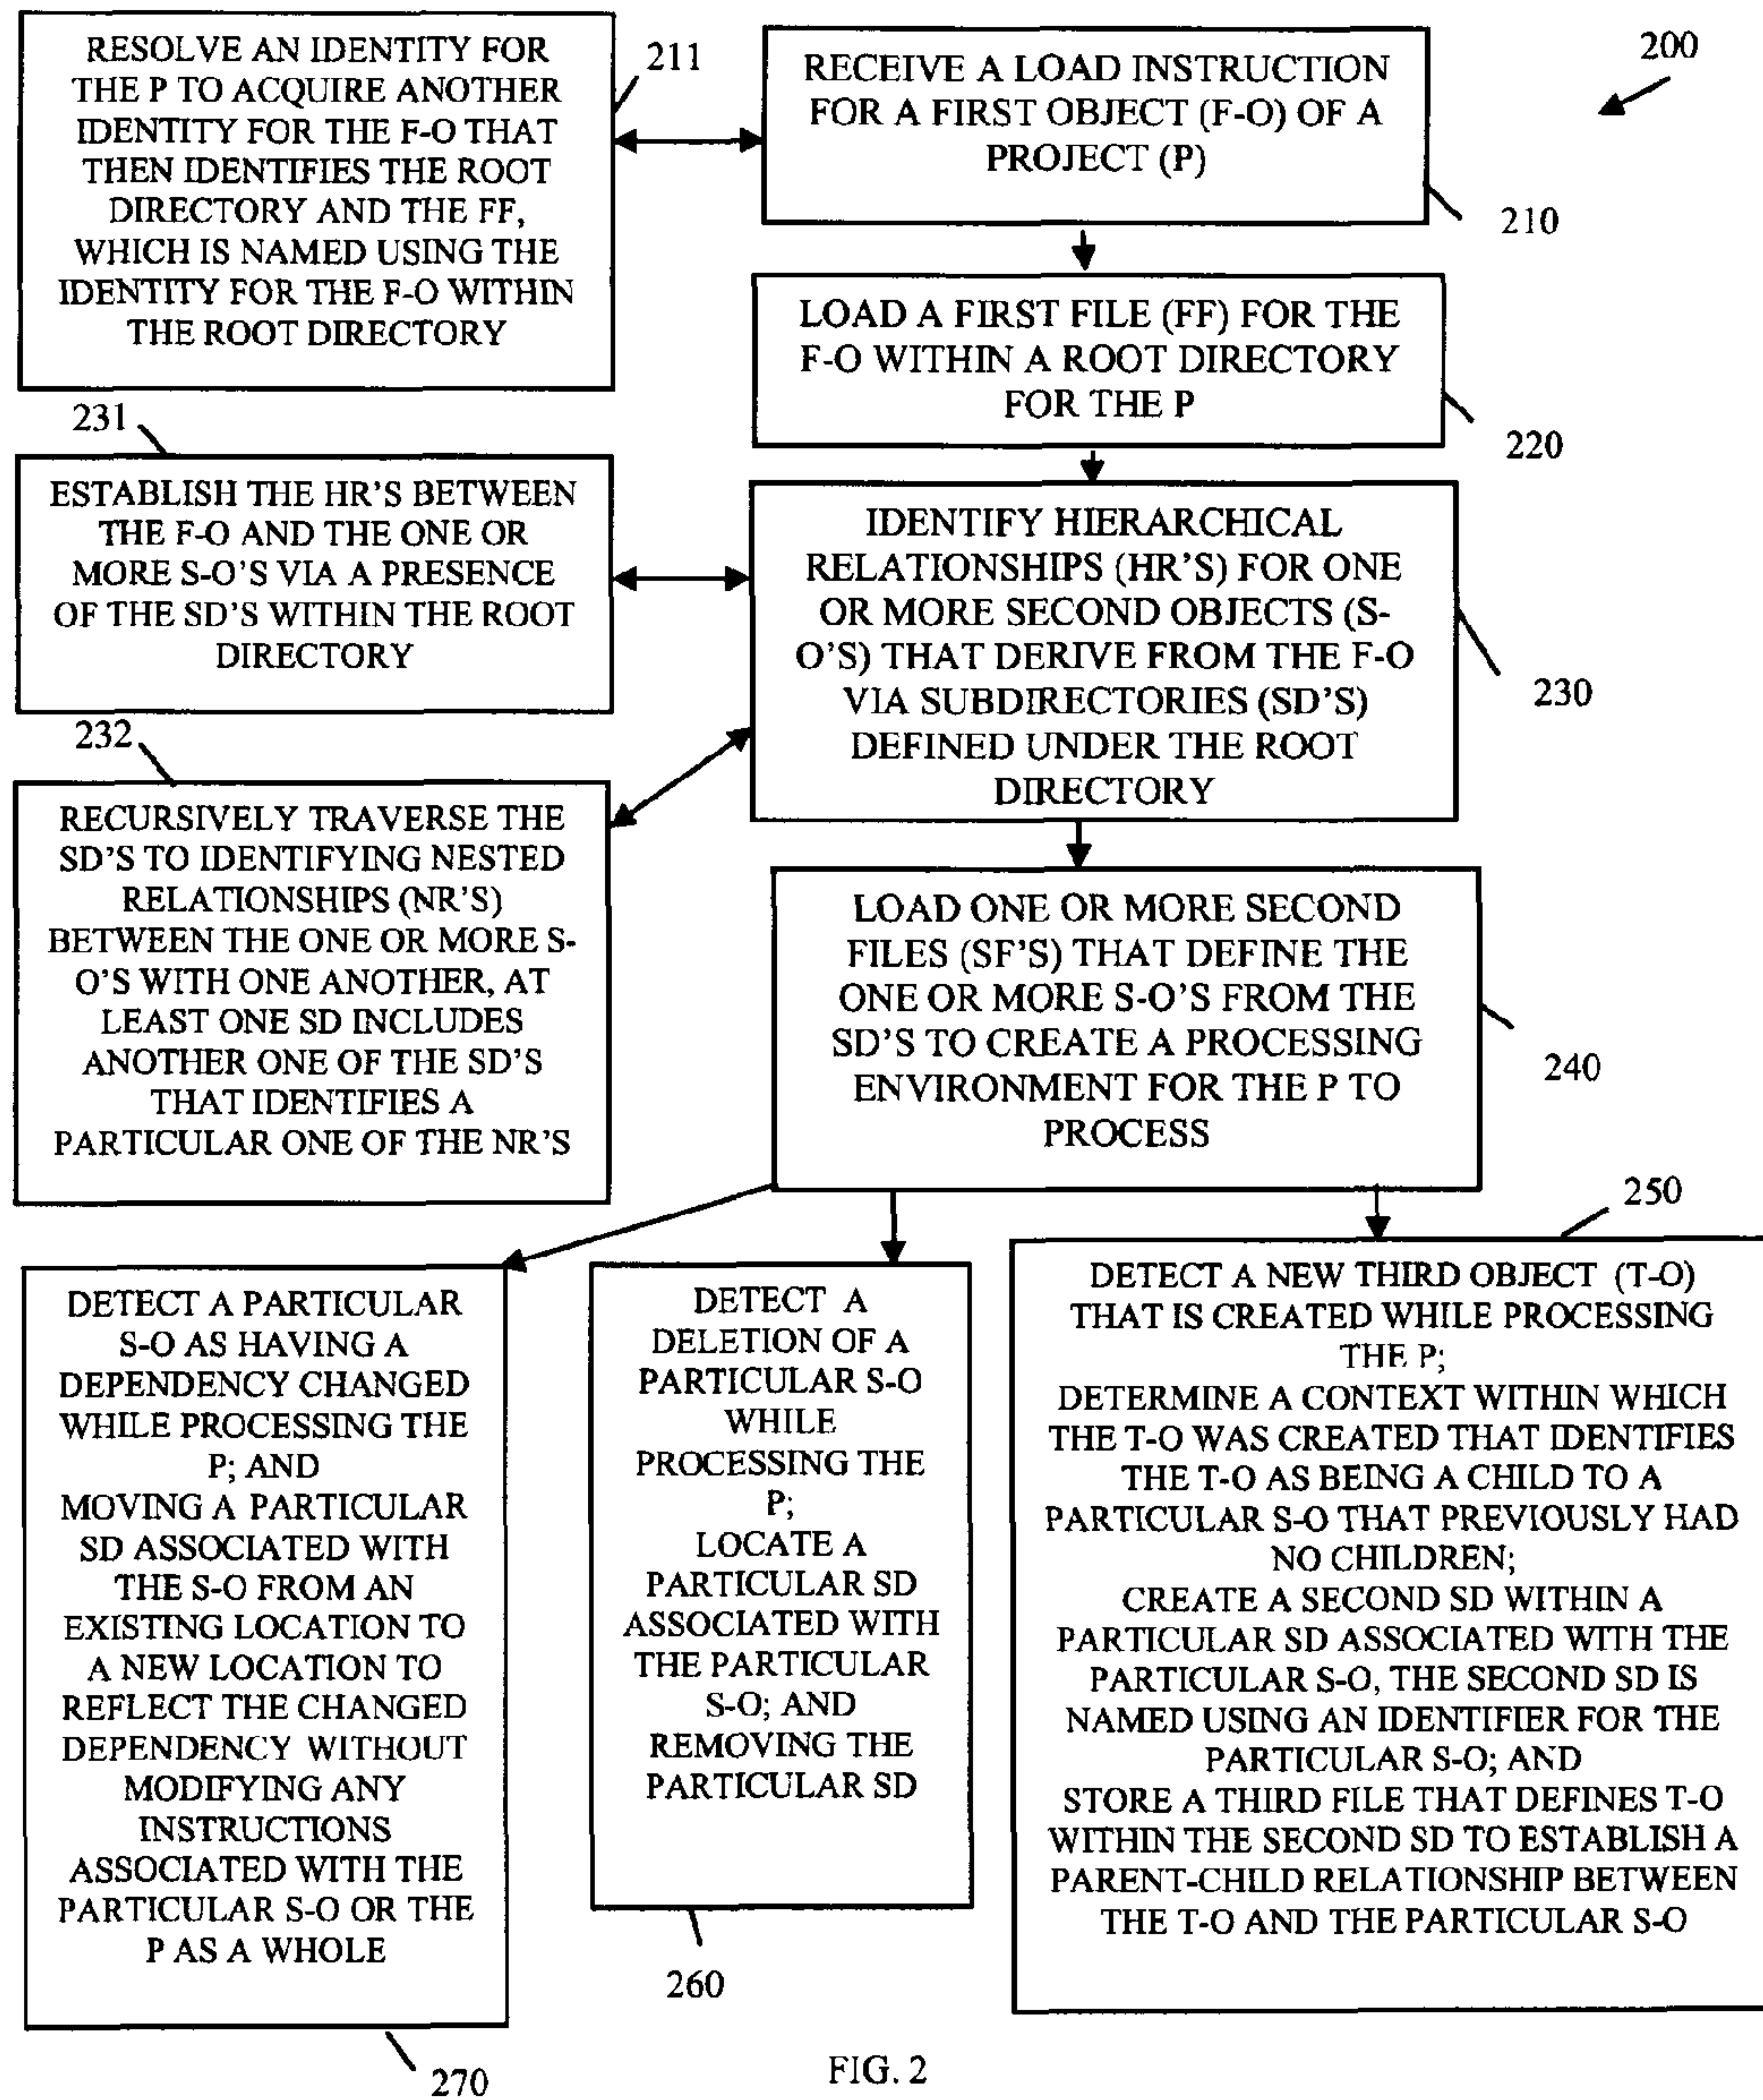 RESOLVE AN IDENTITY FOR
THE P TO ACQUIRE ANOTHER
IDENTITY FOR THE F-O THAT
THEN IDENTIFIES THE ROOT
DIRECTORY AND THE FF,
WHICH IS NAMED USING THE
IDENTITY FOR THE F-O WITHIN
THE ROOT DIRECTORY
211
RECEIVE A LOAD INSTRUCTION
FOR A FIRST OBJECT (F-O) OF A
PROJECT (P)
200
210
LOAD A FIRST FILE (FF) FOR THE
F-O WITHIN A ROOT DIRECTORY
FOR THE P
220
231
ESTABLISH THE HR'S BETWEEN
THE F-O AND THE ONE OR
MORE S-O'S VIA A PRESENCE
OF THE SD'S WITHIN THE ROOT
DIRECTORY
IDENTIFY HIERARCHICAL
RELATIONSHIPS (HR'S) FOR ONE
OR MORE SECOND OBJECTS (S-
O'S) THAT DERIVE FROM THE F-O
VIA SUBDIRECTORIES (SD'S)
DEFINED UNDER THE ROOT
DIRECTORY
230
232
RECURSIVELY TRAVERSE THE
SD'S TO IDENTIFYING NESTED
RELATIONSHIPS (NR'S)
BETWEEN THE ONE OR MORE S-
O'S WITH ONE ANOTHER, AT
LEAST ONE SD INCLUDES
ANOTHER ONE OF THE SD'S
THAT IDENTIFIES A
PARTICULAR ONE OF THE NR'S
LOAD ONE OR MORE SECOND
FILES (SF'S) THAT DEFINE THE
ONE OR MORE S-O'S FROM THE
SD'S TO CREATE A PROCESSING
ENVIRONMENT FOR THE P TO
PROCESS
240
DETECT A PARTICULAR
S-O AS HAVING A
DEPENDENCY CHANGED
WHILE PROCESSING THE
P; AND
MOVING A PARTICULAR
SD ASSOCIATED WITH
THE S-O FROM AN
EXISTING LOCATION TO
A NEW LOCATION TO
REFLECT THE CHANGED
DEPENDENCY WITHOUT
MODIFYING ANY
INSTRUCTIONS
ASSOCIATED WITH THE
PARTICULAR S-O OR THE
P AS A WHOLE
270
DETECT A
DELETION OF A
PARTICULAR S-O
WHILE
PROCESSING THE
P;
LOCATE A
PARTICULAR SD
ASSOCIATED WITH
THE PARTICULAR
S-O; AND
REMOVING THE
PARTICULAR SD
260
250
DETECT A NEW THIRD OBJECT (T-O)
THAT IS CREATED WHILE PROCESSING
THE P;
DETERMINE A CONTEXT WITHIN WHICH
THE T-O WAS CREATED THAT IDENTIFIES
THE T-O AS BEING A CHILD TO A
PARTICULAR S-O THAT PREVIOUSLY HAD
NO CHILDREN;
CREATE A SECOND SD WITHIN A
PARTICULAR SD ASSOCIATED WITH THE
PARTICULAR S-O, THE SECOND SD IS
NAMED USING AN IDENTIFIER FOR THE
PARTICULAR S-O; AND
STORE A THIRD FILE THAT DEFINES T-O
WITHIN THE SECOND SD TO ESTABLISH A
PARENT-CHILD RELATIONSHIP BETWEEN
THE T-O AND THE PARTICULAR S-O
FIG. 2